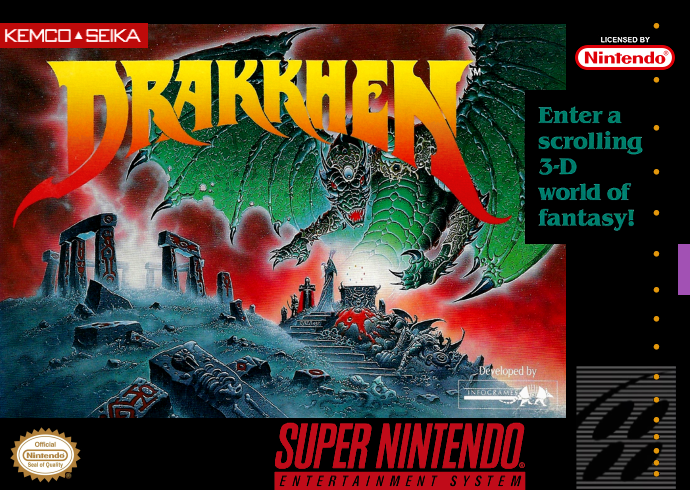 KEMCO▲SEIKA
DRAKKHEN
TM
LICENSED BY
Nintendo®
Enter a
scrolling
3-D
world of
fantasy!
Developed by
INFOGRAMES
Official
Nintendo
Seal of Quality
SUPER NINTENDO®
ENTERTAINMENT SYSTEM